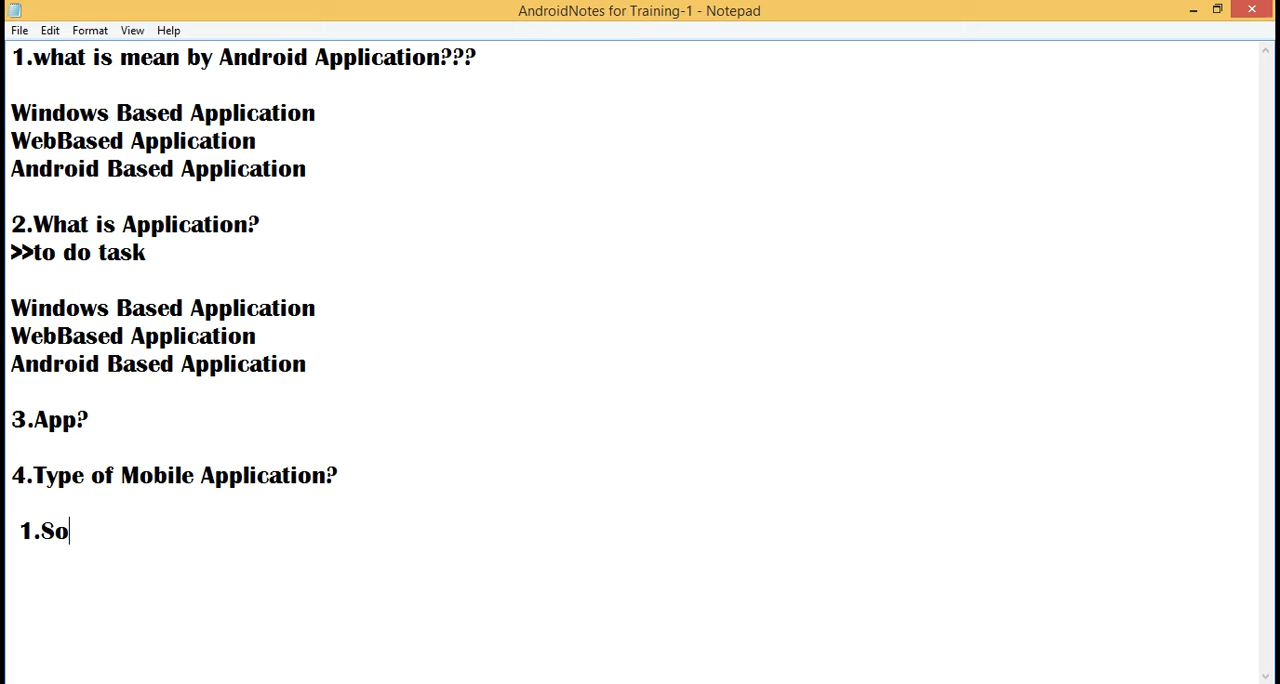 AndroidNotes for Training-1 - Notepad
File Edit Format View Help
1.what is mean by Android Application???
Windows Based Application
WebBased Application
Android Based Application
2.What is Application?
>>to do task
Windows Based Application
WebBased Application
Android Based Application
3.App?
4.Type of Mobile Application?
1.So